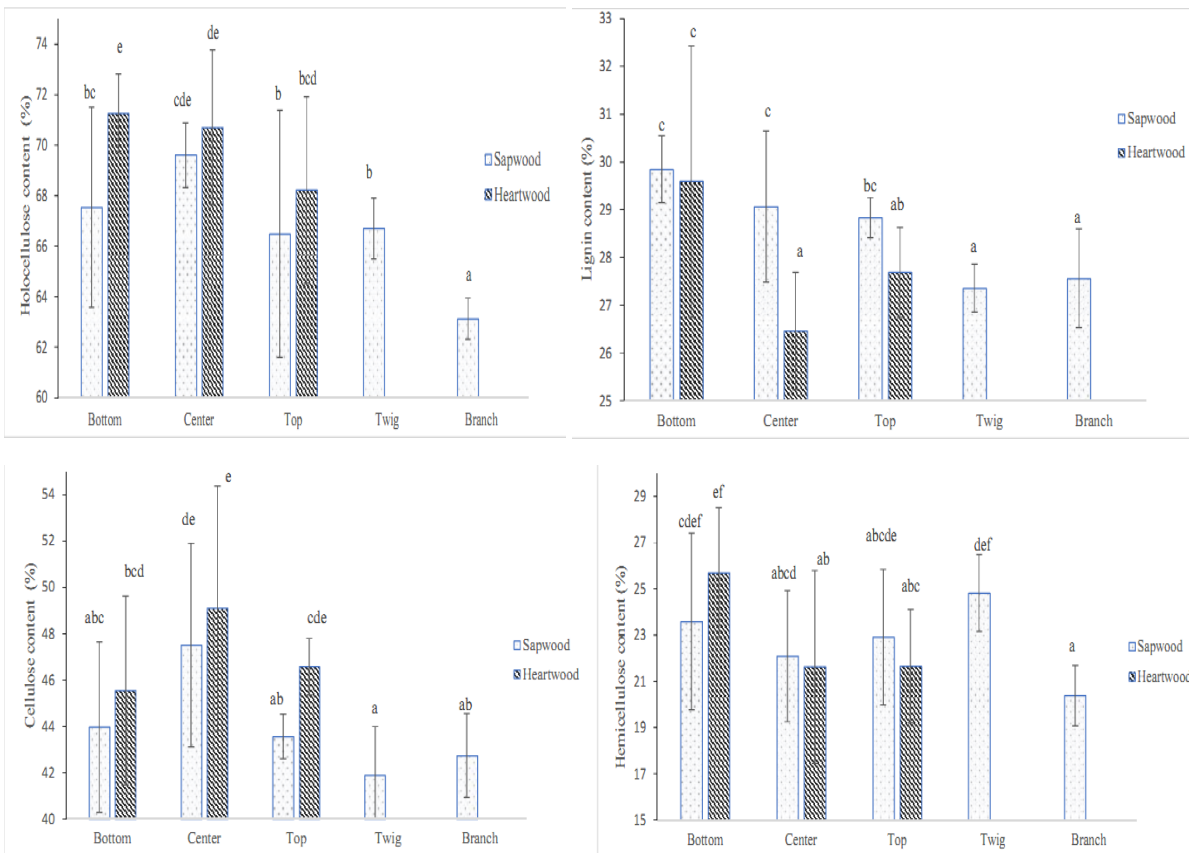 Holocellulose content (%)
74
72
70
68
66
64
62
60
bc
e
cde
de
b
bcd
b
a
Sapwood
Heartwood
Bottom Center Top Twig Branch
Lignin content (%)
33
32
31
30
29
28
27
26
25
c
c
c
a
bc
ab
a
a
Sapwood
Heartwood
Bottom Center Top Twig Branch
Cellulose content (%)
54
52
50
48
46
44
42
40
abc
bcd
de
e
ab
cde
a
ab
Sapwood
Heartwood
Bottom Center Top Twig Branch
Hemicellulose content (%)
29
27
25
23
21
19
17
15
cdef
ef
abcd
ab
abcde
abc
def
a
Sapwood
Heartwood
Bottom Center Top Twig Branch